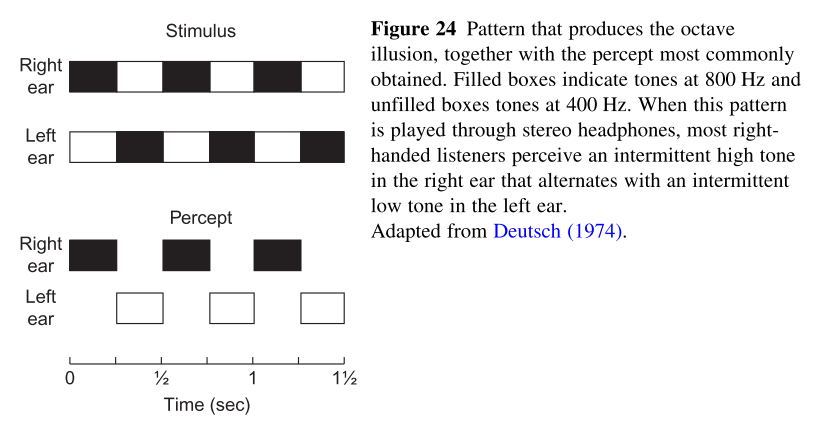 Stimulus
Right
ear
Left
ear
Percept
Right
ear
Left
ear
0
½
1
1½
Time (sec)
Figure 24 Pattern that produces the octave
illusion, together with the percept most commonly
obtained. Filled boxes indicate tones at 800 Hz and
unfilled boxes tones at 400 Hz. When this pattern
is played through stereo headphones, most right-
handed listeners perceive an intermittent high tone
in the right ear that alternates with an intermittent
low tone in the left ear.
Adapted from Deutsch (1974).